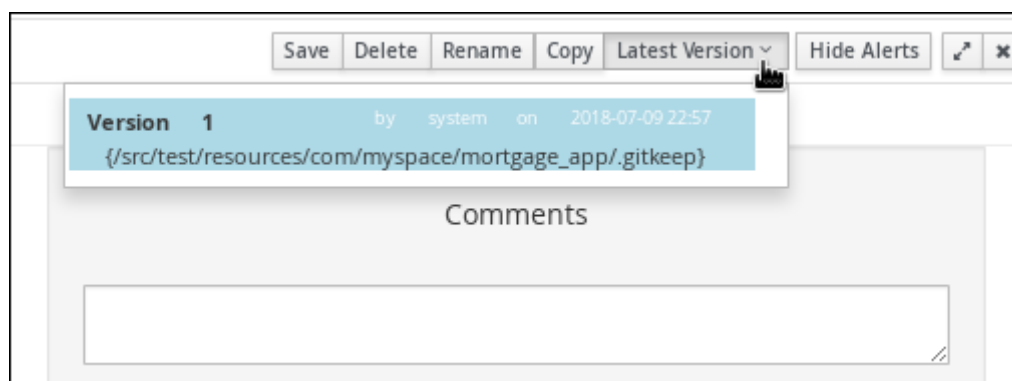 Save Delete Rename Copy Latest Version Hide Alerts
Version 1 by system on 2018-07-09 22:57
{/src/test/resources/com/myspace/mortgage_app/.gitkeep}
Comments